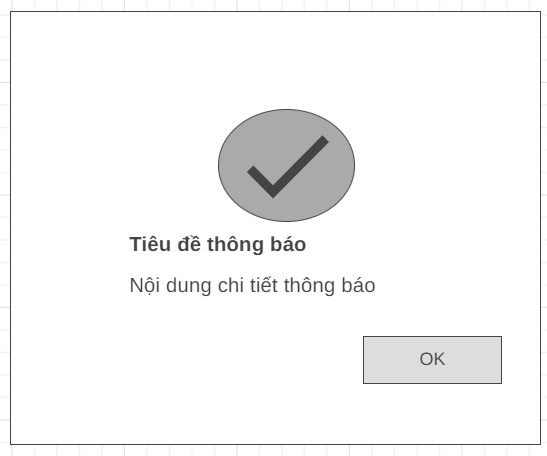 Tiêu đề thông báo
Nội dung chi tiết thông báo
OK